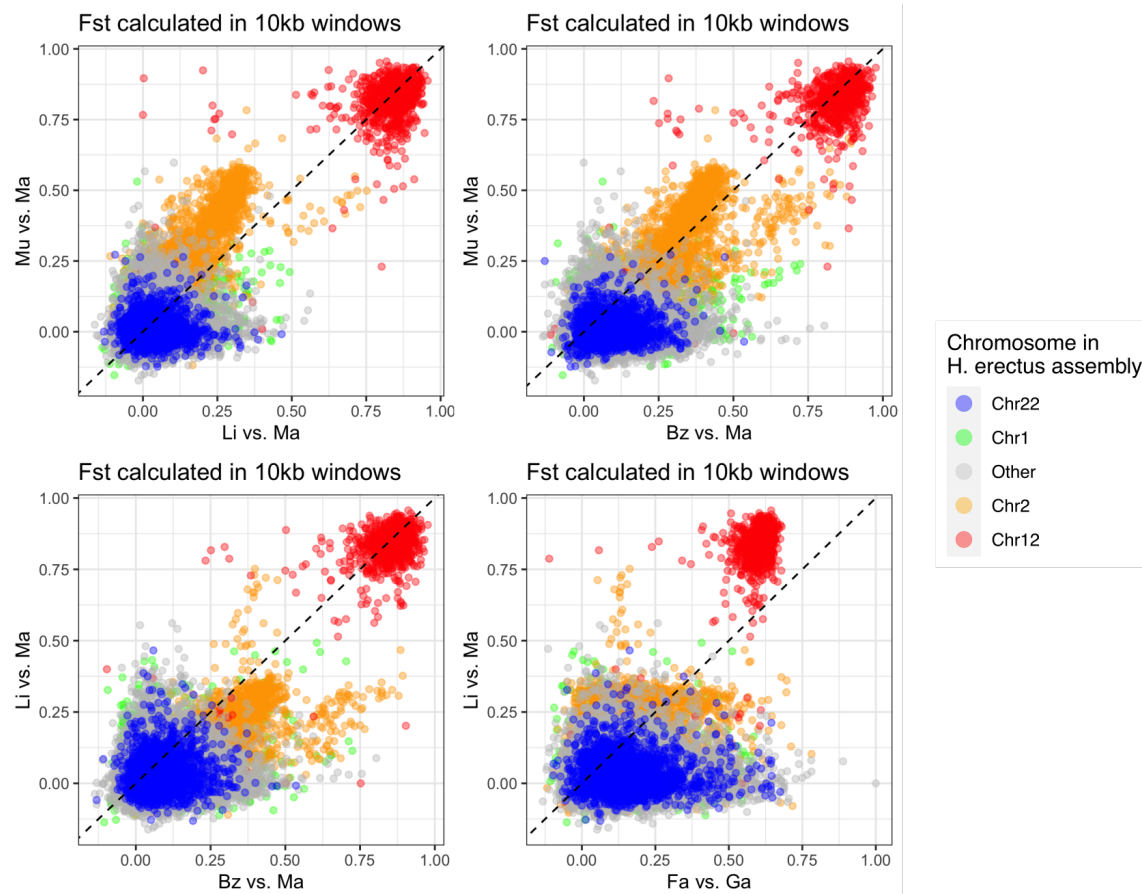 Fst calculated in 10kb windows
1.00
0.75
0.50
0.25
0.00
Mu vs. Ma
0.00 0.25 0.50 0.75 1.00
Li vs. Ma
Fst calculated in 10kb windows
1.00
0.75
0.50
0.25
0.00
Mu vs. Ma
0.00 0.25 0.50 0.75 1.00
Bz vs. Ma
Fst calculated in 10kb windows
1.00
0.75
0.50
0.25
0.00
Li vs. Ma
0.00 0.25 0.50 0.75 1.00
Bz vs. Ma
Fst calculated in 10kb windows
1.00
0.75
0.50
0.25
0.00
Li vs. Ma
0.00 0.25 0.50 0.75 1.00
Fa vs. Ga
Chromosome in
H. erectus assembly
Chr22
Chr1
Other
Chr2
Chr12